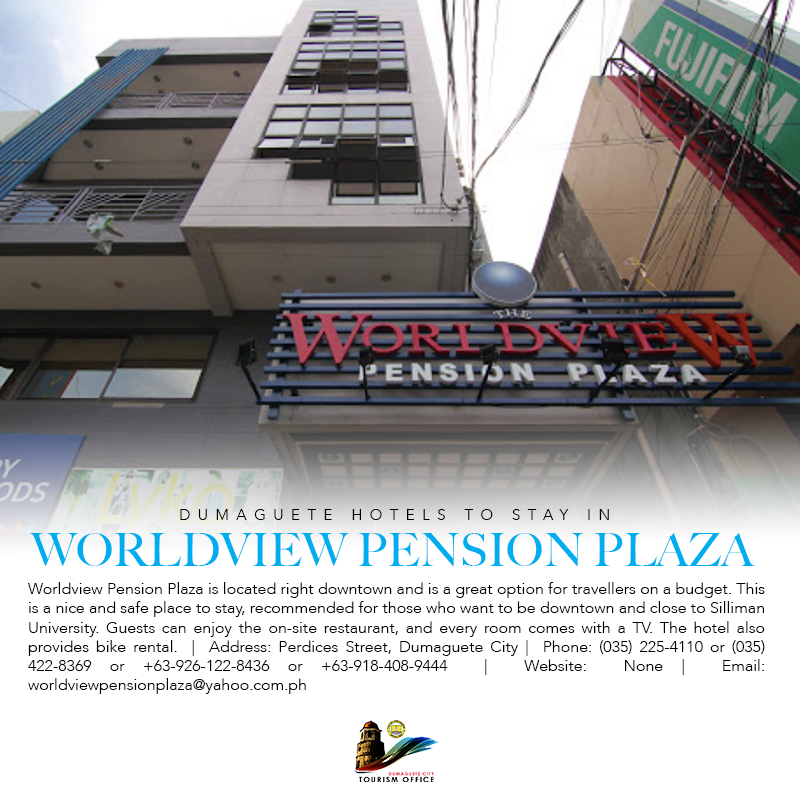 FUJIFILM
THE
WORLDVIEW
PENSION PLAZA
RY
ODS
lyko
DUMAGUETE HOTELS TO STAY IN
WORLDVIEW PENSION PLAZA
Worldview Pension Plaza is located right downtown and is a great option for travellers on a budget. This
is a nice and safe place to stay, recommended for those who want to be downtown and close to Silliman
University. Guests can enjoy the on-site restaurant, and every room comes with a TV. The hotel also
provides bike rental. | Address: Perdices Street, Dumaguete City | Phone: (035) 225-4110 or (035)
422-8369 or +63-926-122-8436 or +63-918-408-9444 | Website: None | Email:
worldviewpensionplaza@yahoo.com.ph
DUMAGUETE CITY
TOURISM OFFICE